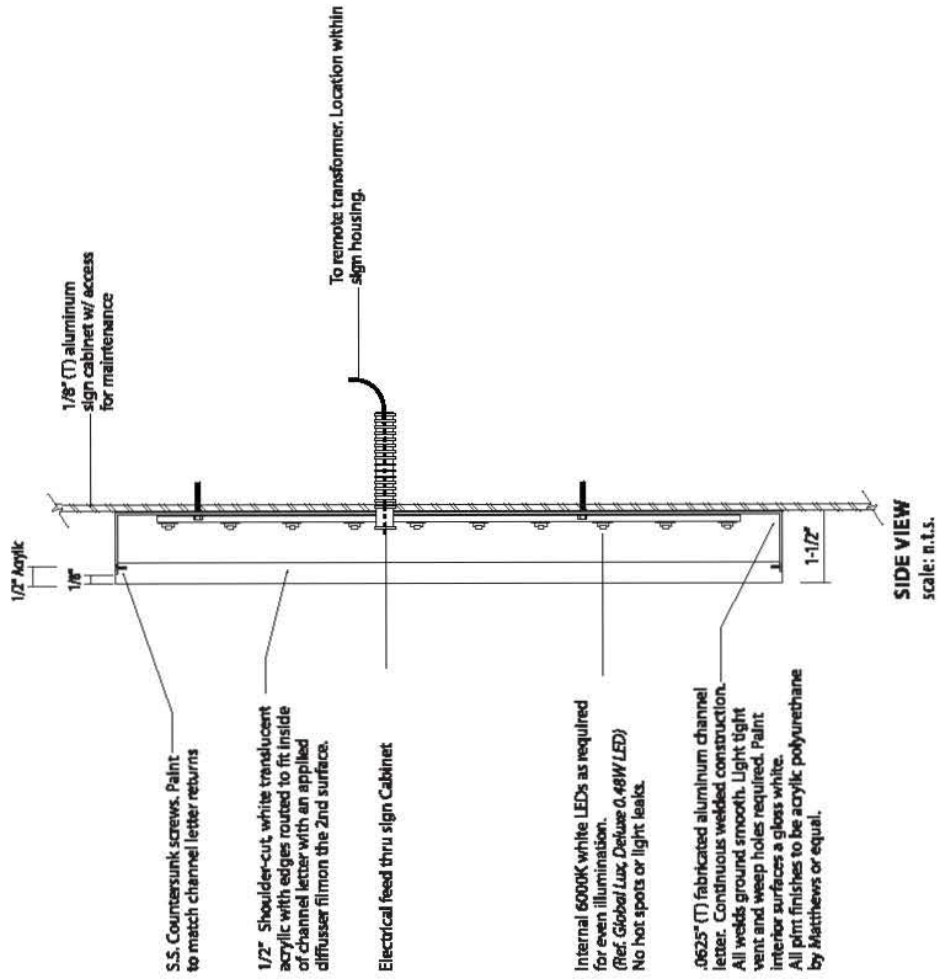 1/2" Acrylic
1/8"
1/8" (T) aluminum
sign cabinet w/ access
for maintenance
S.S. Countersunk screws. Paint
to match channel letter returns
1/2" Shoulder-cut, white translucent
acrylic with edges routed to fit inside
of channel letter with an applied
diffusser filmon the 2nd surface.
To remote transformer. Location within
sign housing.
Electrical feed thru sign Cabinet
Internal 6000K white LEDs as required
for even illumination.
(Ref. Global Lux, Deluxe 0.48W LED)
No hot spots or light leaks.
.0625" (T) fabricated aluminum channel
letter. Continuous welded construction.
All welds ground smooth. Light tight
vent and weep holes required. Paint
interior surfaces a gloss white.
All pint finishes to be acrylic polyurethane
by Matthews or equal.
1-1/2"
SIDE VIEW
scale: n.t.s.